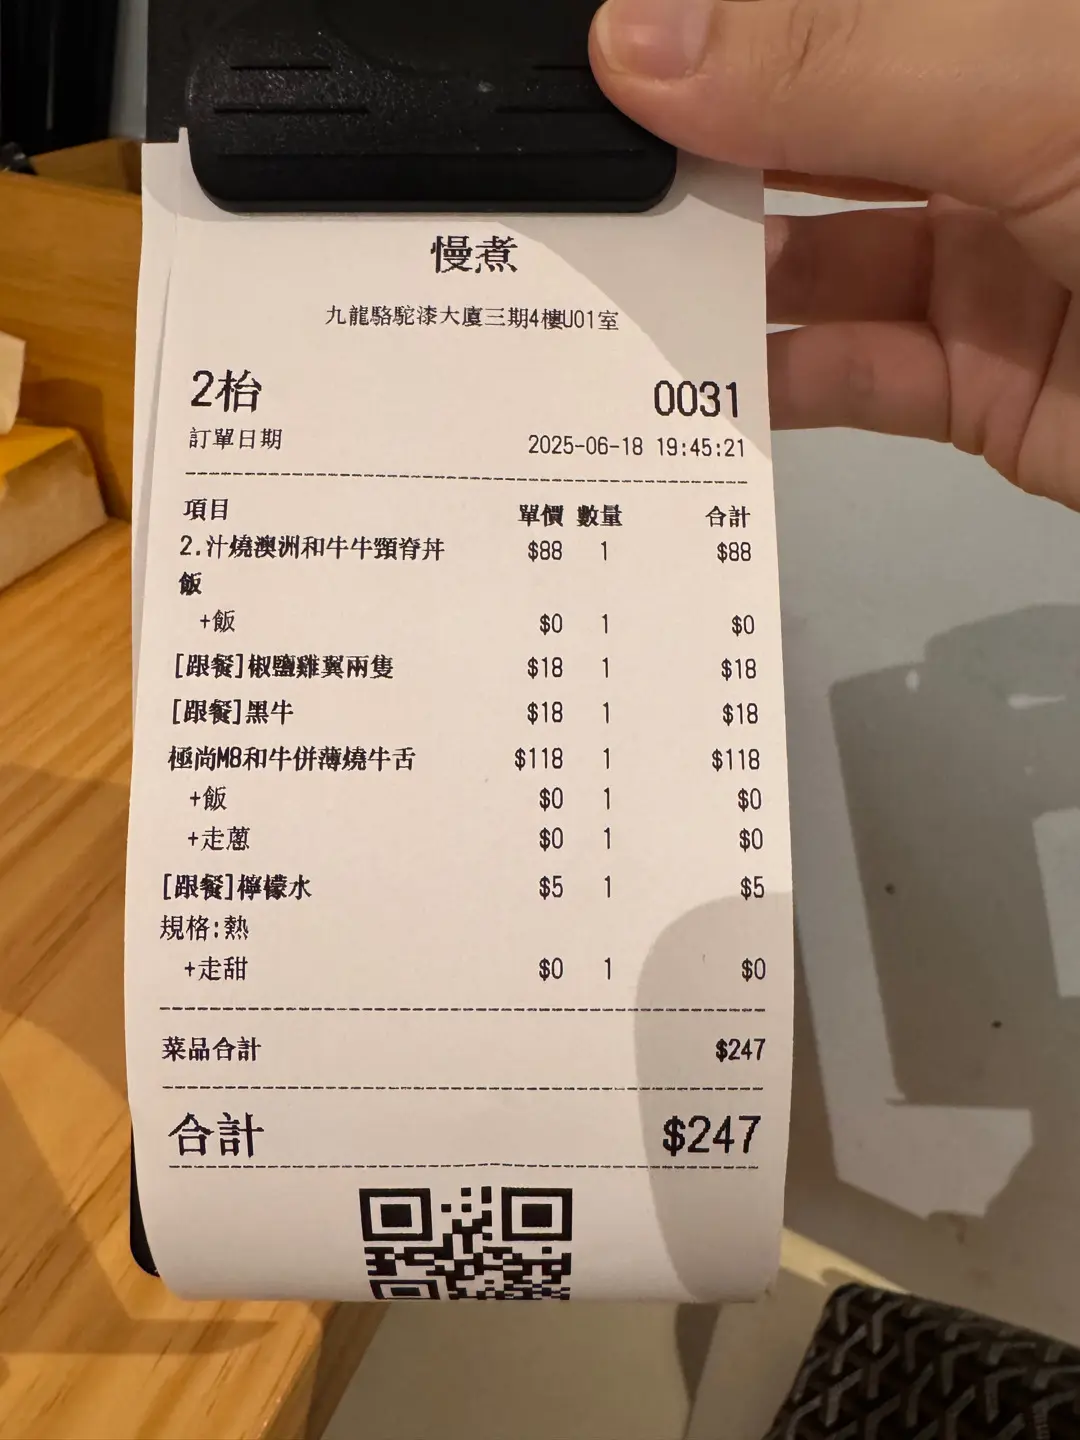 慢煮
九龍駱駝漆大廈三期4樓U01室
2枱 0031
訂單日期 2025-06-18 19:45:21
項目 單價 數量 合計
2.汁燒澳洲和牛牛頸脊丼 $88 1 $88
飯
+飯 $0 1 $0
[跟餐]椒鹽雞翼兩隻 $18 1 $18
[跟餐]黑牛 $18 1 $18
極尚M8和牛併薄燒牛舌 $118 1 $118
+飯 $0 1 $0
+走蔥 $0 1 $0
[跟餐]檸檬水 $5 1 $5
規格:熱
+走甜 $0 1 $0
菜品合計 $247
合計 $247